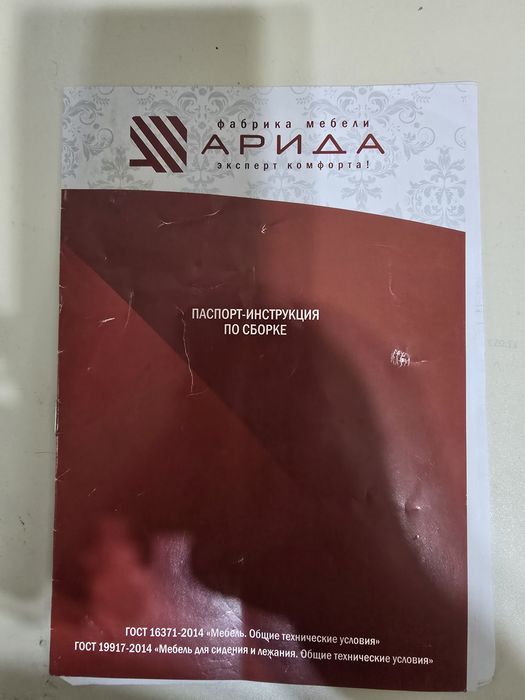 фабрика мебели
АРИДА
эксперт комфорта!
ПАСПОРТ-ИНСТРУКЦИЯ
ПО СБОРКЕ
ГОСТ 16371-2014 «Мебель. Общие технические условия»
ГОСТ 19917-2014 «Мебель для сидения и лежания. Общие технические условия»